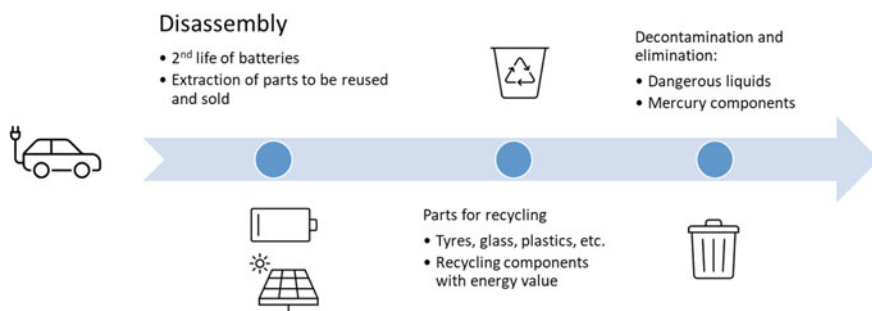 Disassembly
• 2nd life of batteries
• Extraction of parts to be reused
and sold
Parts for recycling
• Tyres, glass, plastics, etc.
• Recycling components
with energy value
Decontamination and
elimination:
• Dangerous liquids
• Mercury components